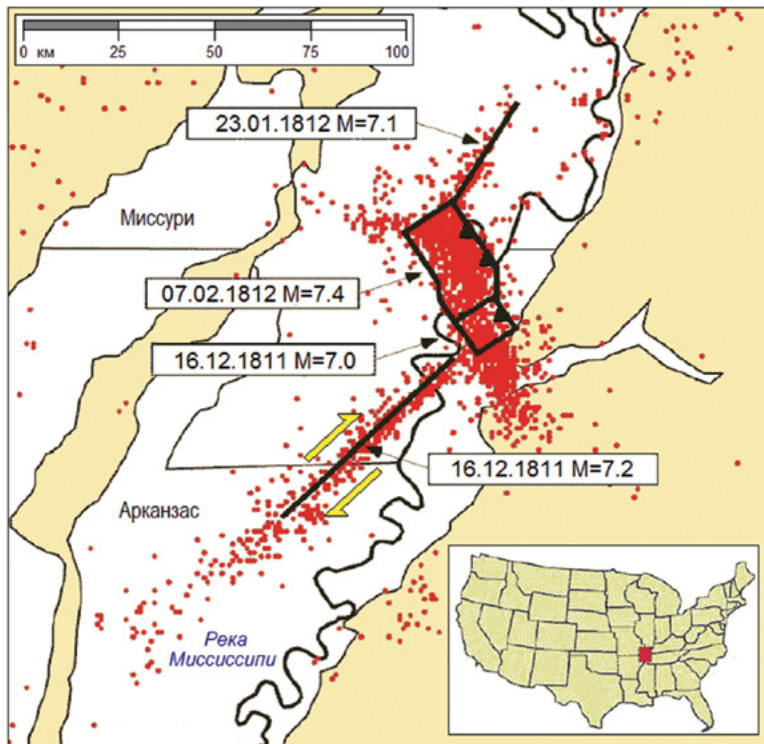 0 км 25 50 75 100
23.01.1812 M=7.1
Миссури
07.02.1812 M=7.4
16.12.1811 M=7.0
16.12.1811 M=7.2
Арканзас
Река
Миссиссипи